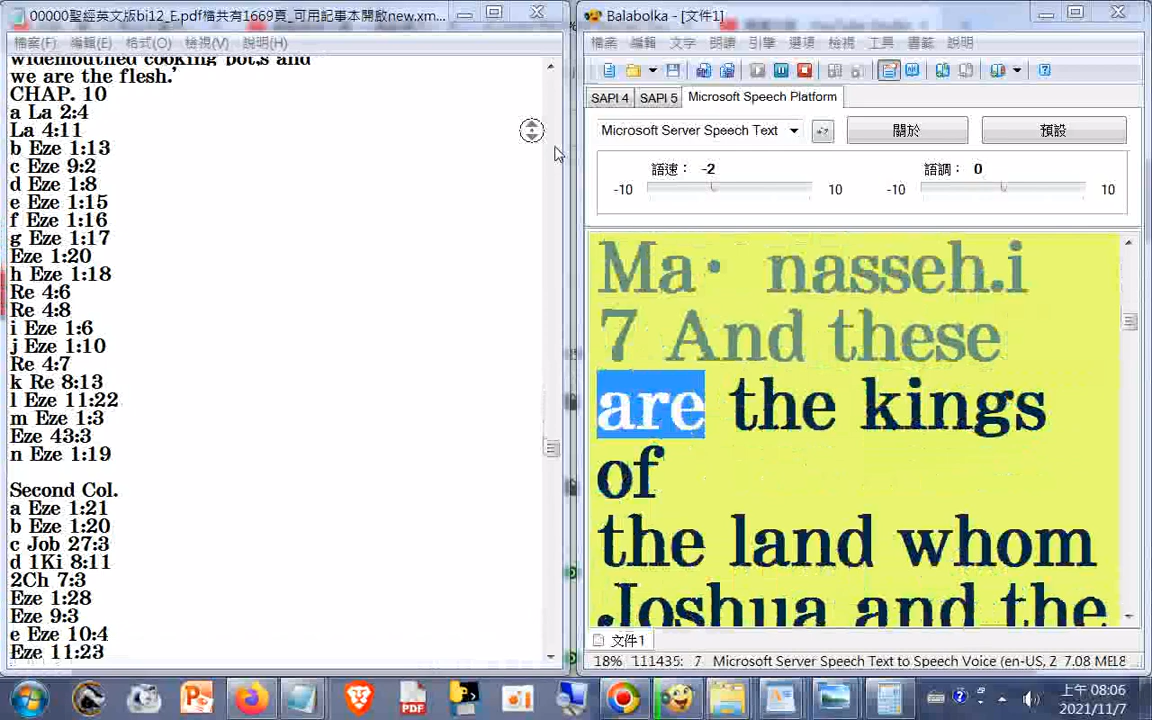 00000聖經英文版bi12_E.pdf檔共有1669頁_可用記事本開啟new.xm...
檔案(F) 編輯(E) 格式(O) 檢視(V) 說明(H)
widemouthed cooking pot,s and
we are the flesh.'
CHAP. 10
a La 2:4
La 4:11
b Eze 1:13
c Eze 9:2
d Eze 1:8
e Eze 1:15
f Eze 1:16
g Eze 1:17
Eze 1:20
h Eze 1:18
Re 4:6
Re 4:8
i Eze 1:6
j Eze 1:10
Re 4:7
k Re 8:13
l Eze 11:22
m Eze 1:3
Eze 43:3
n Eze 1:19
Second Col.
a Eze 1:21
b Eze 1:20
c Job 27:3
d 1Ki 8:11
2Ch 7:3
Eze 1:28
Eze 9:3
e Eze 10:4
Eze 11:23
Balabolka - [文件1]
檔案 編輯 文字 朗讀 引擎 選項 檢視 工具 書籤 說明
SAPI 4 SAPI 5 Microsoft Speech Platform
Microsoft Server Speech Text 關於 預設
語速： -2 語調： 0
-10 10 -10 10
Ma· nasseh.i
7 And these
are the kings
of
the land whom
Joshua and the
文件1
18% 111435: 7 Microsoft Server Speech Text to Speech Voice (en-US, 2 7.08 MEL8
PDF
上午 08:06
2021/11/7